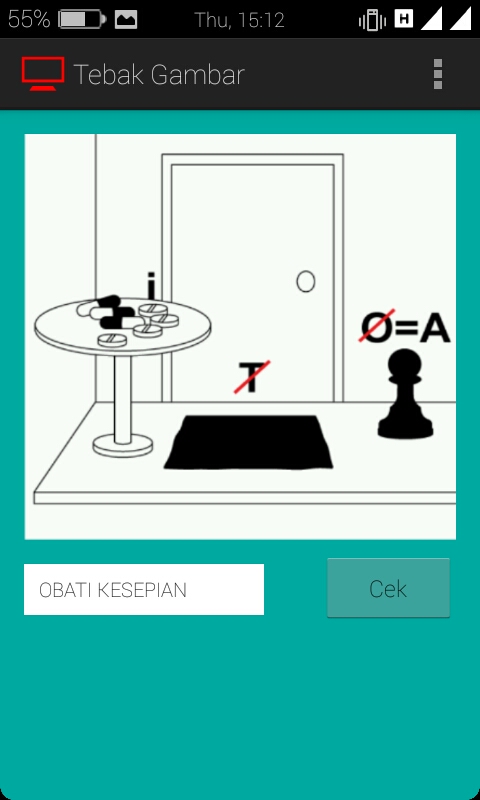 55%
Thu, 15:12
H
Tebak Gambar
i
O=A
T
OBATI KESEPIAN
Cek